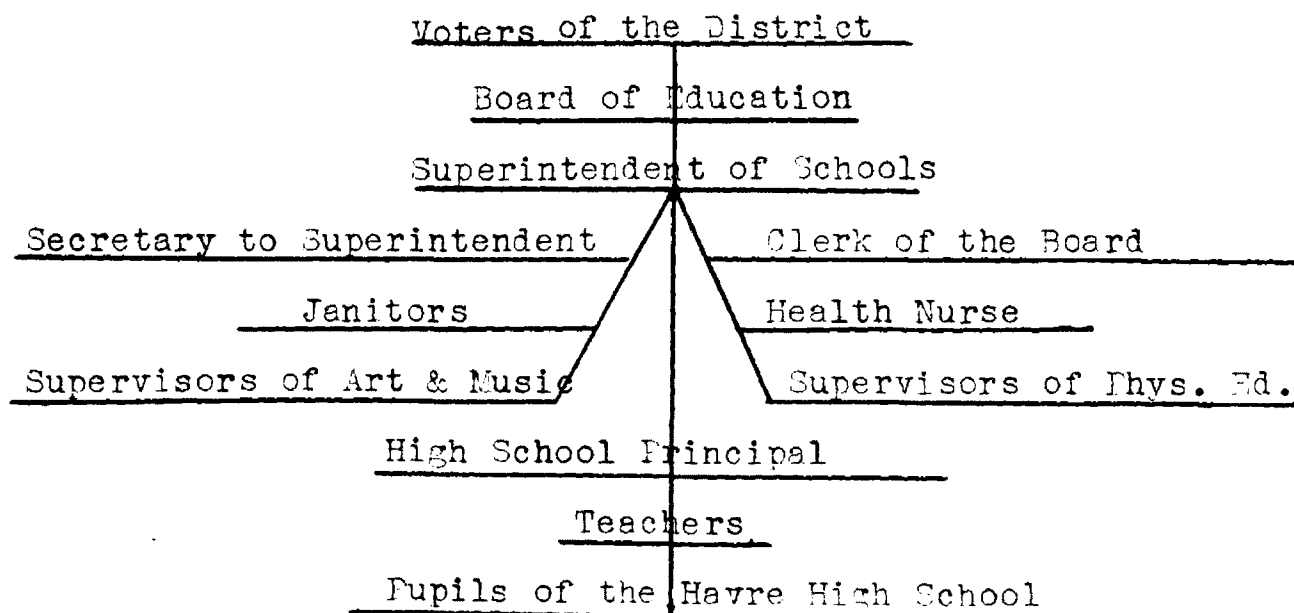 Voters of the District
Board of Education
Superintendent of Schools
Secretary to Superintendent Clerk of the Board
Janitors Health Nurse
Supervisors of Art & Music Supervisors of Phys. Ed.
High School Principal
Teachers
Pupils of the Havre High School